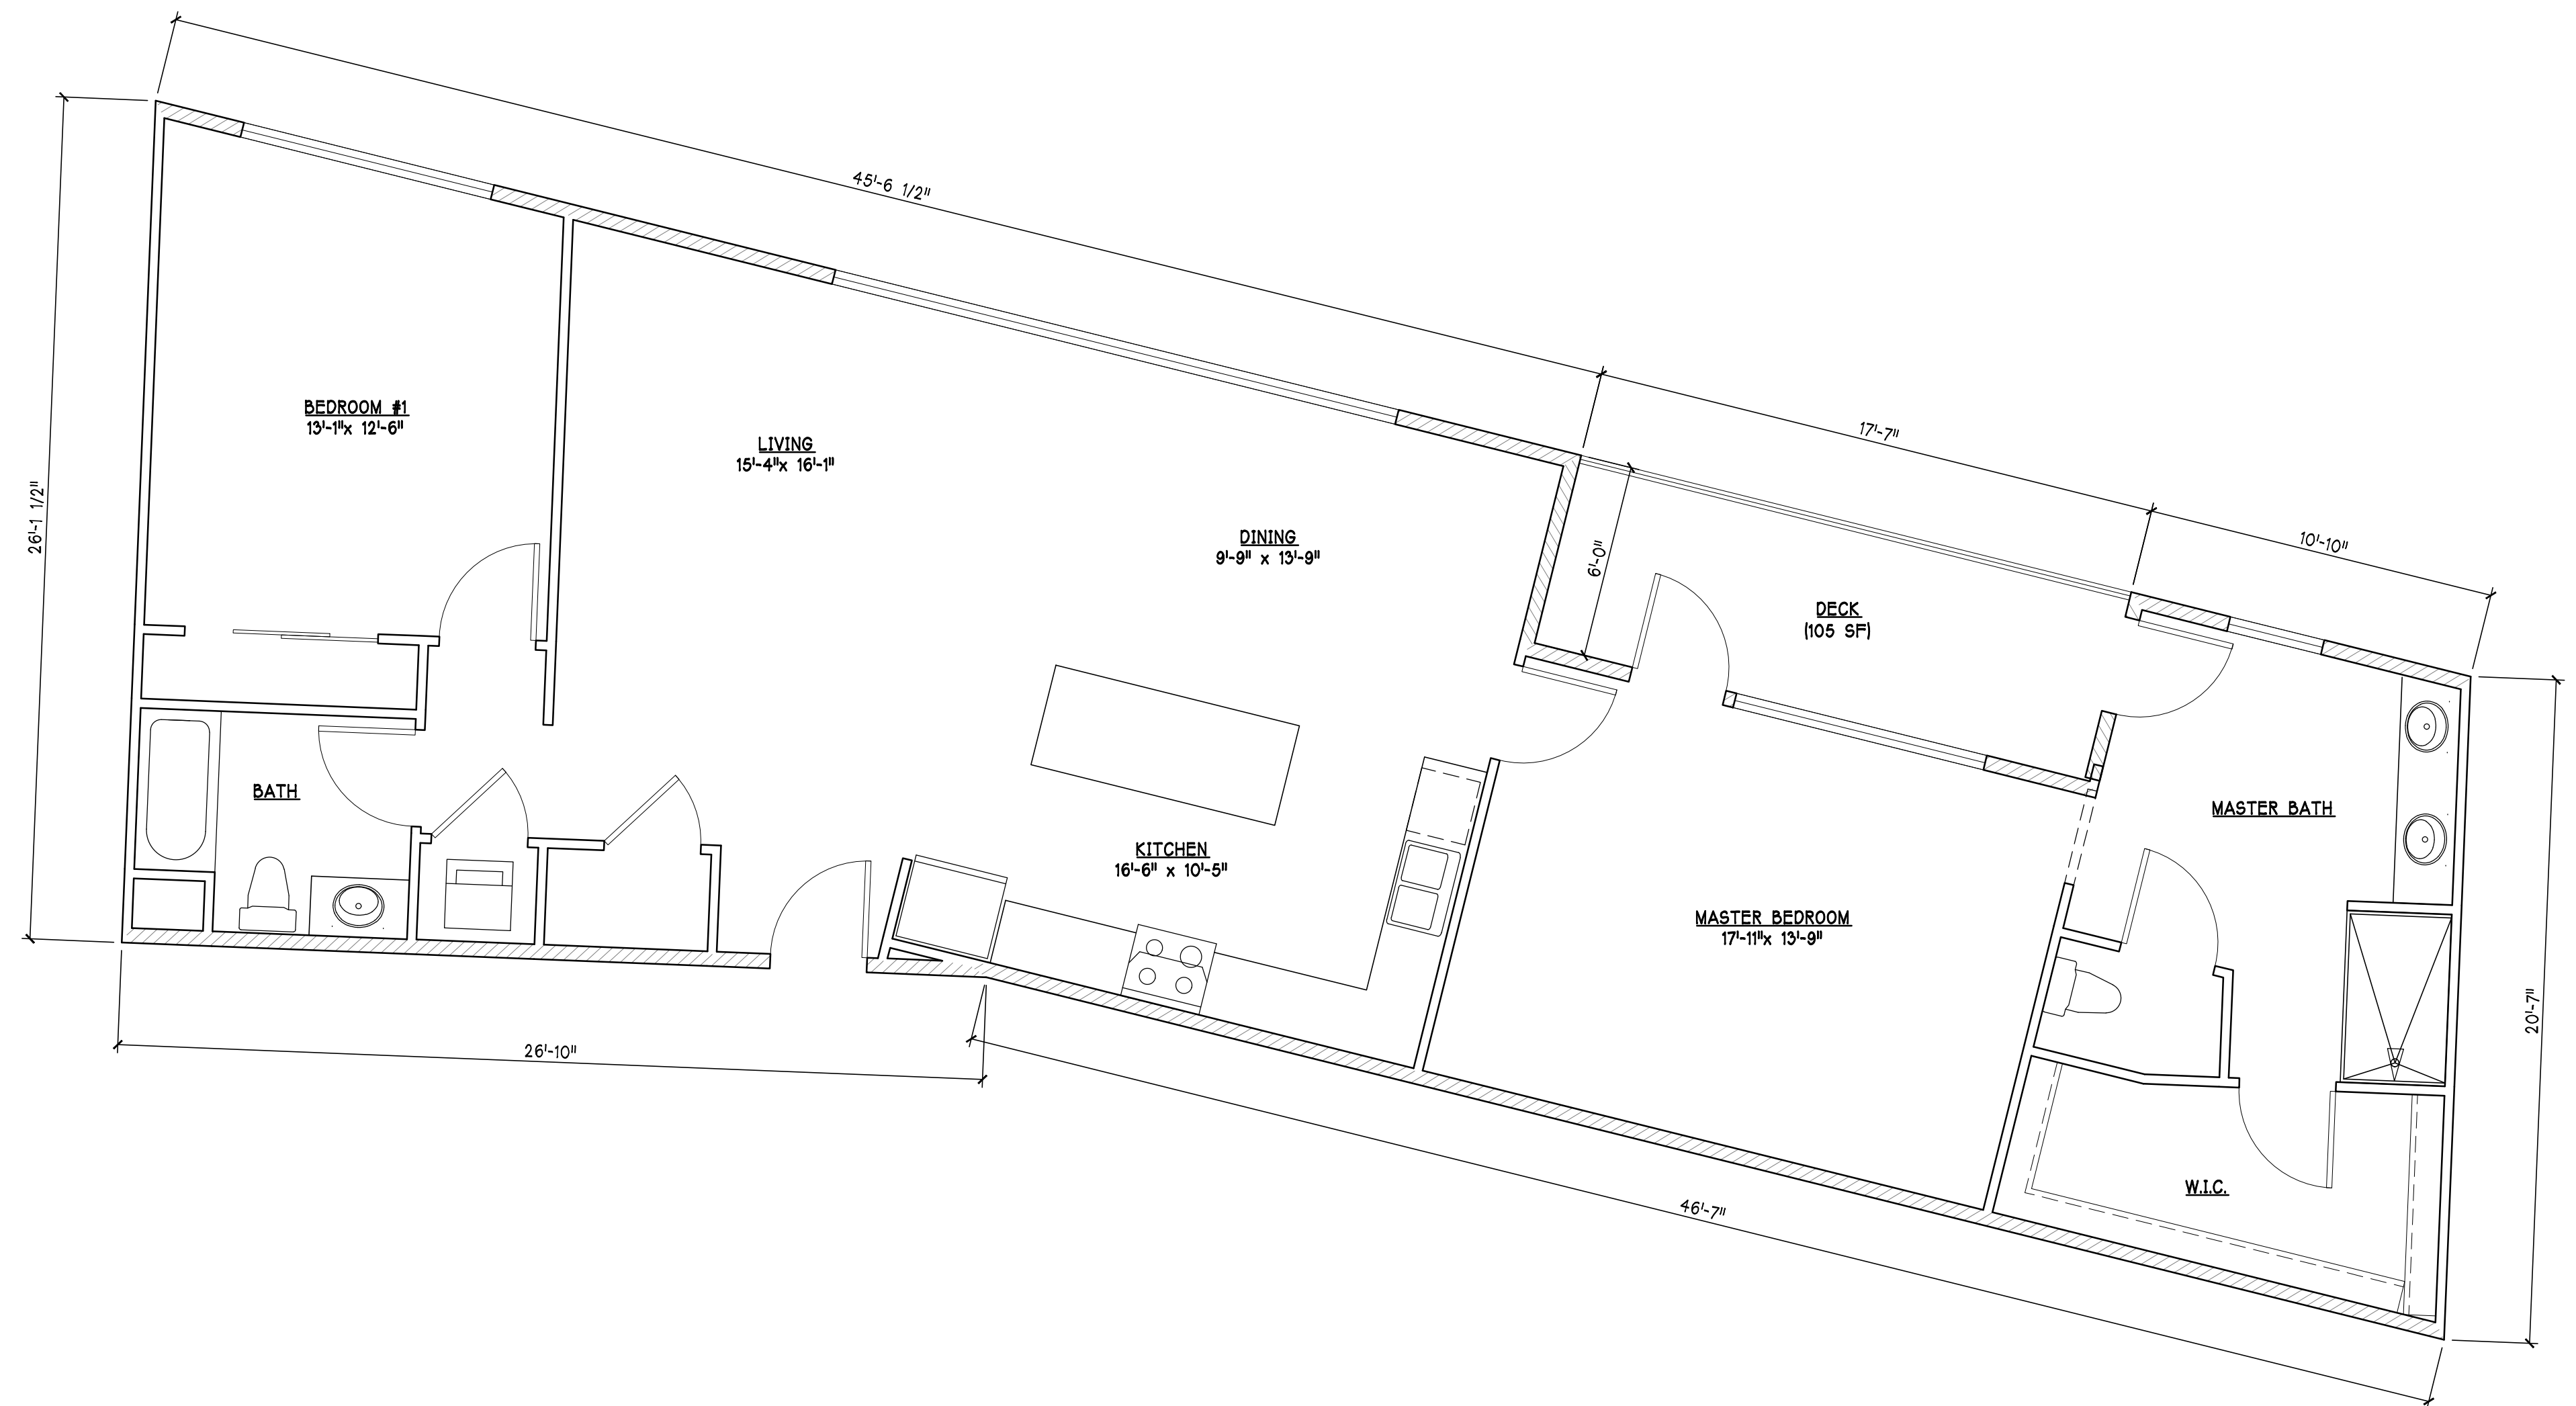 45'-6 1/2"
26'-1 1/2"
BEDROOM #1
13'-1"x 12'-6"
LIVING
15'-4"x 16'-1"
DINING
9'-9" x 13'-9"
17'-7"
10'-10"
6'-0"
DECK
(105 SF)
BATH
KITCHEN
16'-6" x 10'-5"
MASTER BATH
MASTER BEDROOM
17'-11"x 13'-9"
20'-7"
26'-10"
W.I.C.
46'-7"